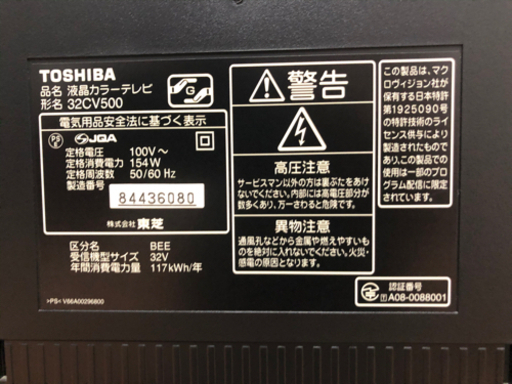 TOSHIBA
品名 液晶カラーテレビ
形名 32CV500
電気用品安全法に基づく表示
PS JQA
定格電圧 100V～
定格消費電力 154W
定格周波数 50/60Hz
製造番号
84436080
株式会社 東芝
区分名 BEE
受信機型サイズ 32V
年間消費電力量 117kWh/年
>PS< V66A00296800
警告
高圧注意
サービスマン以外の方は裏ぶたをあけ
ないでください。内部には高電圧部分が
数多くあり、万一さわると危険です。
異物注意
通風孔などから金属や燃えやすいもの
を絶対に入れないでください。火災・
感電の原因となります。
この製品は、マク
ロヴィジョン社が
保有する日本特許
第1925090号
の特許技術のライ
センス供与により
製造されたもので
あり、この製品の
使用は一部のプロ
グラム配信に限定
されます。
認証番号
T A08-0088001